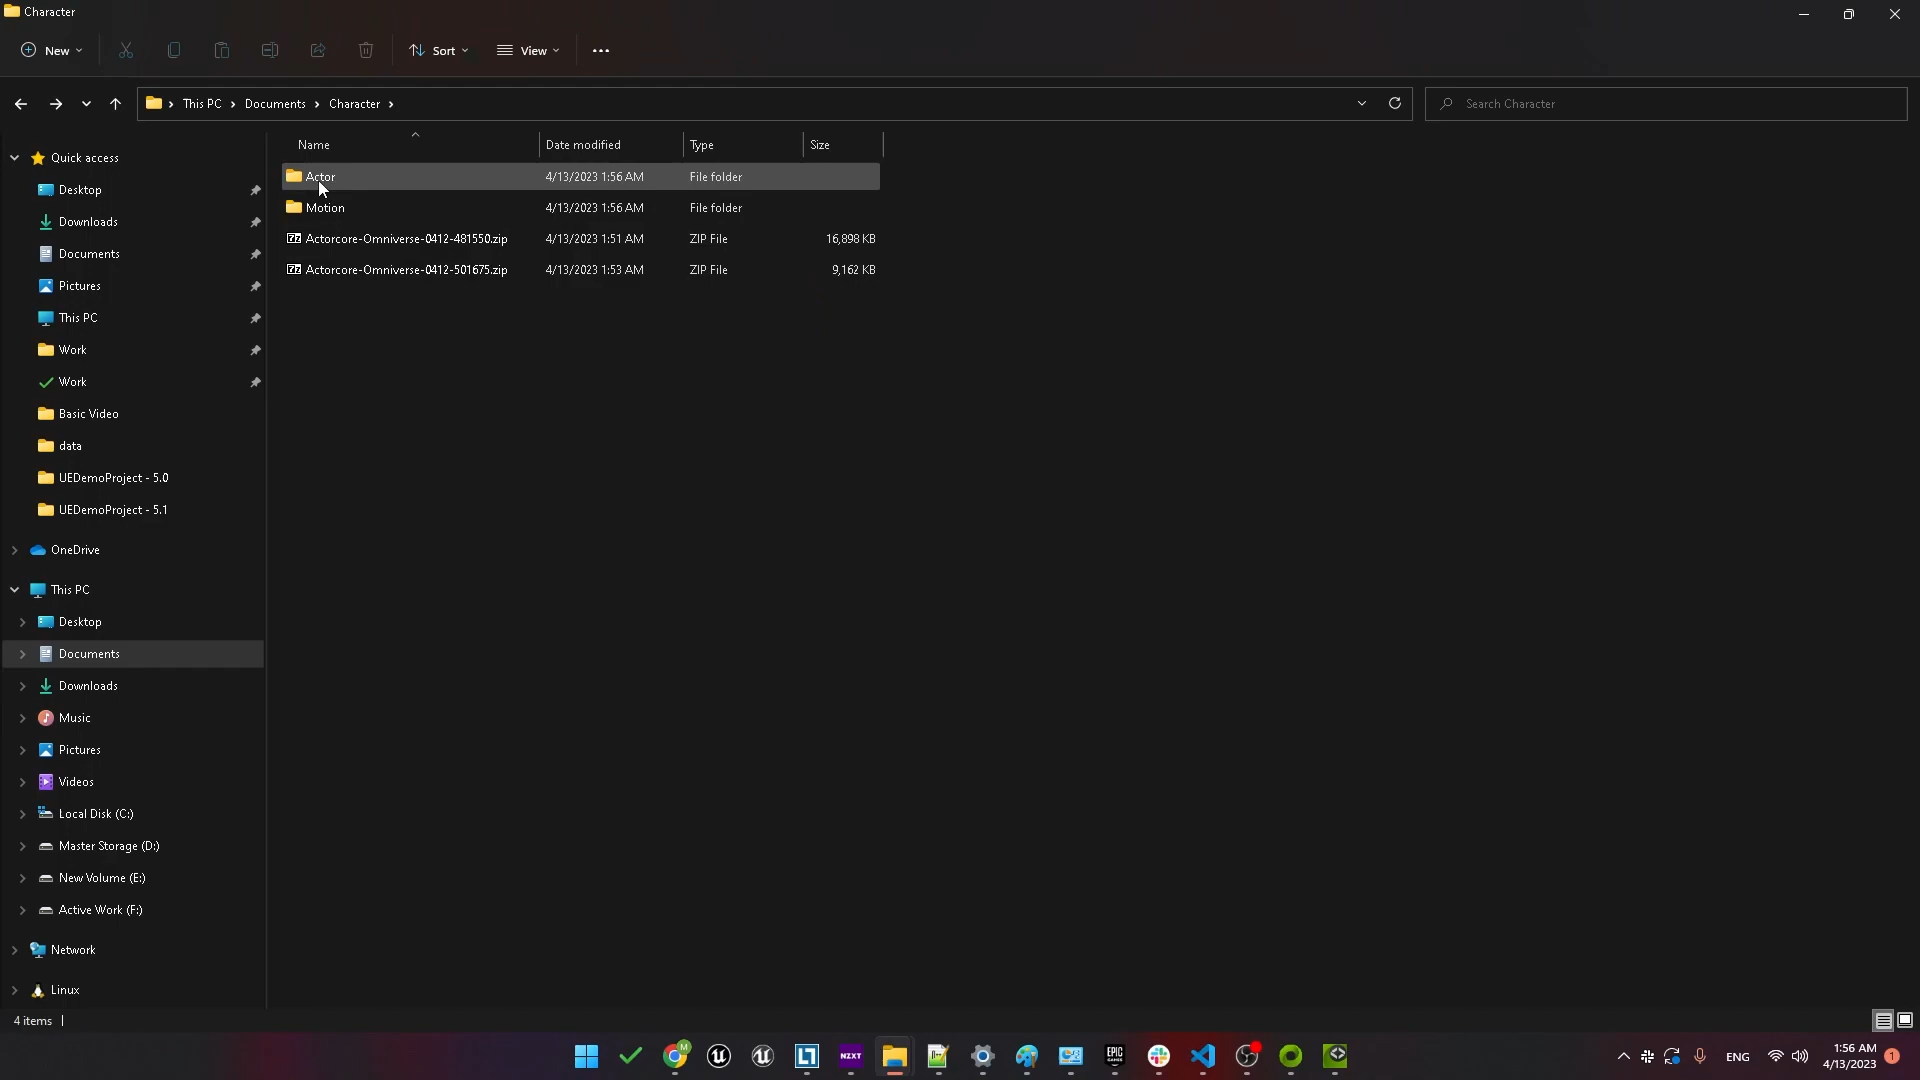 Character
New
Sort
View
This PC
Documents
Character
Search Character
Name
Date modified
Type
Size
Actor
4/13/2023 1:56 AM
File folder
Motion
4/13/2023 1:56 AM
File folder
Actorcore-Omniverse-0412-481550.zip
4/13/2023 1:51 AM
ZIP File
16,898 KB
Actorcore-Omniverse-0412-501675.zip
4/13/2023 1:53 AM
ZIP File
9,162 KB
Quick access
Desktop
Downloads
Documents
Pictures
This PC
Work
Work
Basic Video
data
UEDemoProject - 5.0
UEDemoProject - 5.1
OneDrive
This PC
Desktop
Documents
Downloads
Music
Pictures
Videos
Local Disk (C:)
Master Storage (D:)
New Volume (E:)
Active Work (F:)
Network
Linux
4 items
M
NZXT
EPIC
GAMES
ENG
1:56 AM
4/13/2023
1